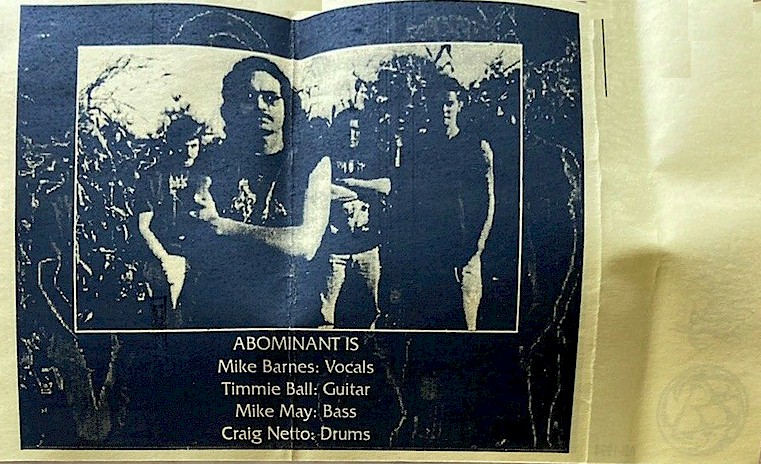 ABOMINANT IS
Mike Barnes: Vocals
Timmie Ball: Guitar
Mike May: Bass
Craig Netto: Drums